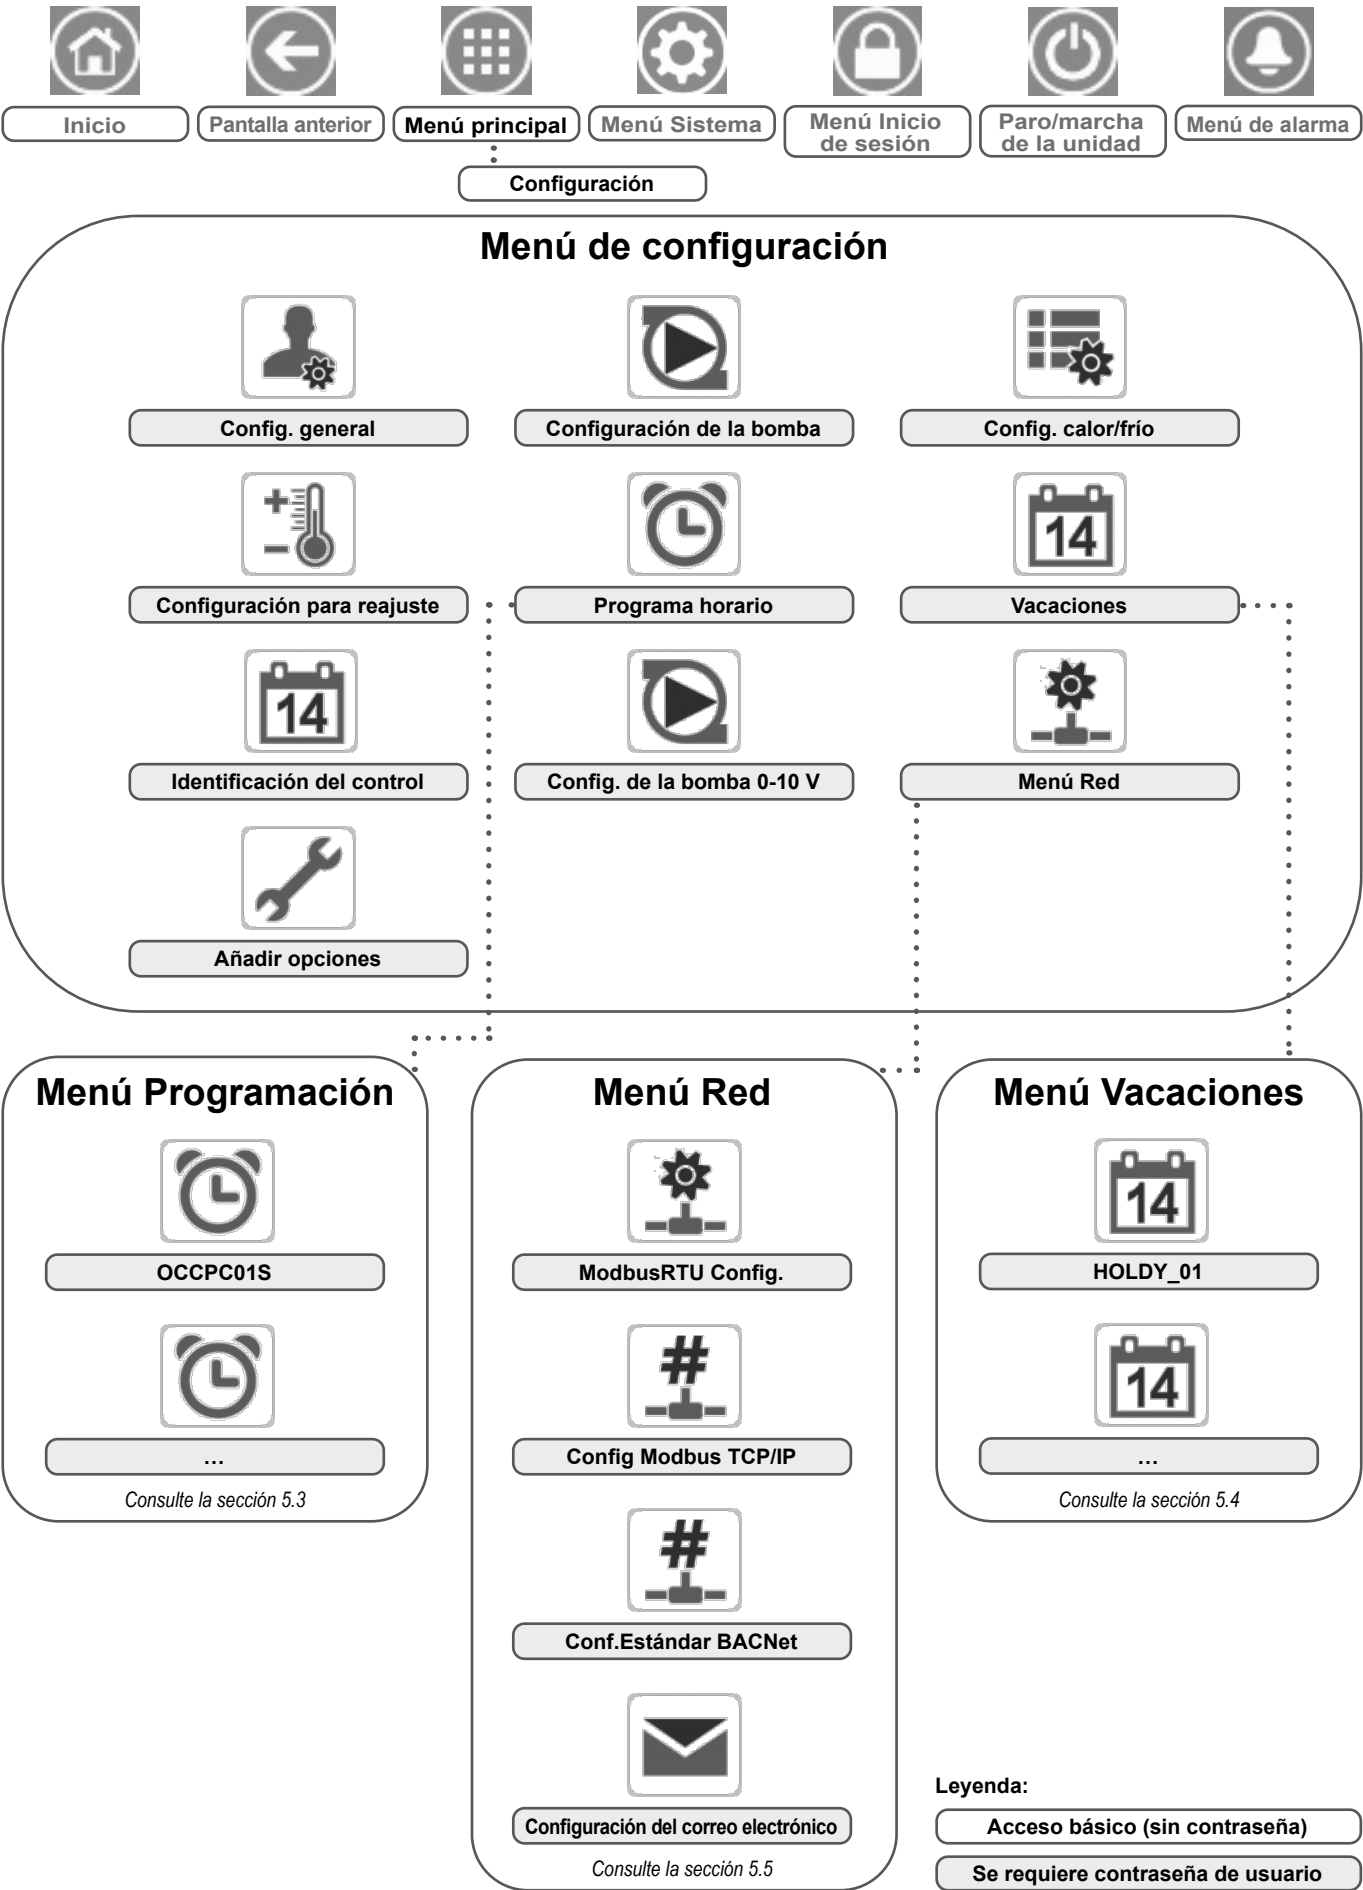 Inicio
Pantalla anterior
Menú principal
Menú Sistema
Menú Inicio
de sesión
Paro/marcha
de la unidad
Menú de alarma
Configuración
Menú de configuración
Config. general
Configuración de la bomba
Config. calor/frío
14
Configuración para reajuste
Programa horario
Vacaciones
14
Identificación del control
Config. de la bomba 0-10 V
Menú Red
Añadir opciones
Menú Programación
OCCPC01S
...
Consulte la sección 5.3
Menú Red
ModbusRTU Config.
#
Config Modbus TCP/IP
#
Conf.Estándar BACNet
Configuración del correo electrónico
Consulte la sección 5.5
Menú Vacaciones
14
HOLDY_01
14
...
Consulte la sección 5.4
Leyenda:
Acceso básico (sin contraseña)
Se requiere contraseña de usuario